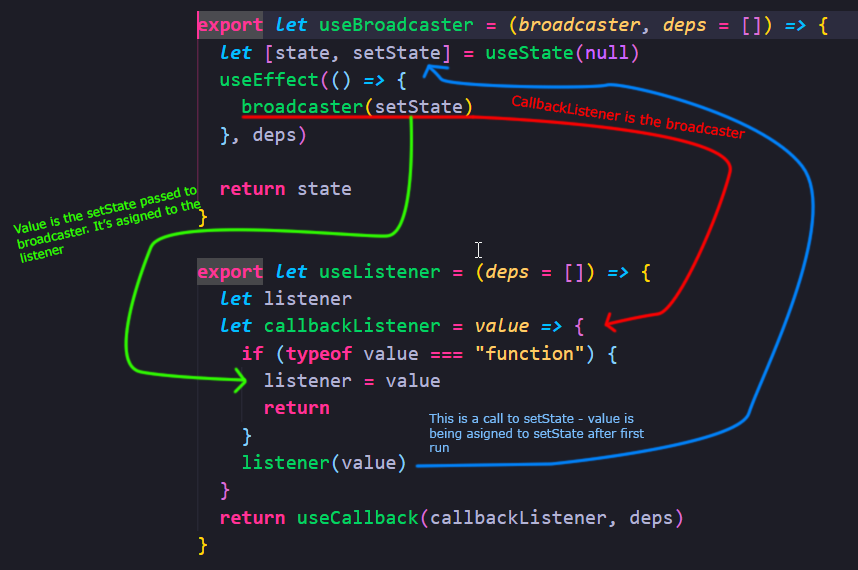 export let useBroadcaster = (broadcaster, deps = []) => {
let [state, setState] = useState(null)
useEffect(() => {
broadcaster(setState)
CallbackListener is the broadcaster
}, deps)
return state
}
Value is the setState passed to
broadcaster. It's asigned to the
listener
export let useListener = (deps = []) => {
let listener
let callbackListener = value => {
if (typeof value === "function") {
listener = value
return
}
This is a call to setState - value is
being asigned to setState after first
run
listener(value)
}
return useCallback(callbackListener, deps)
}